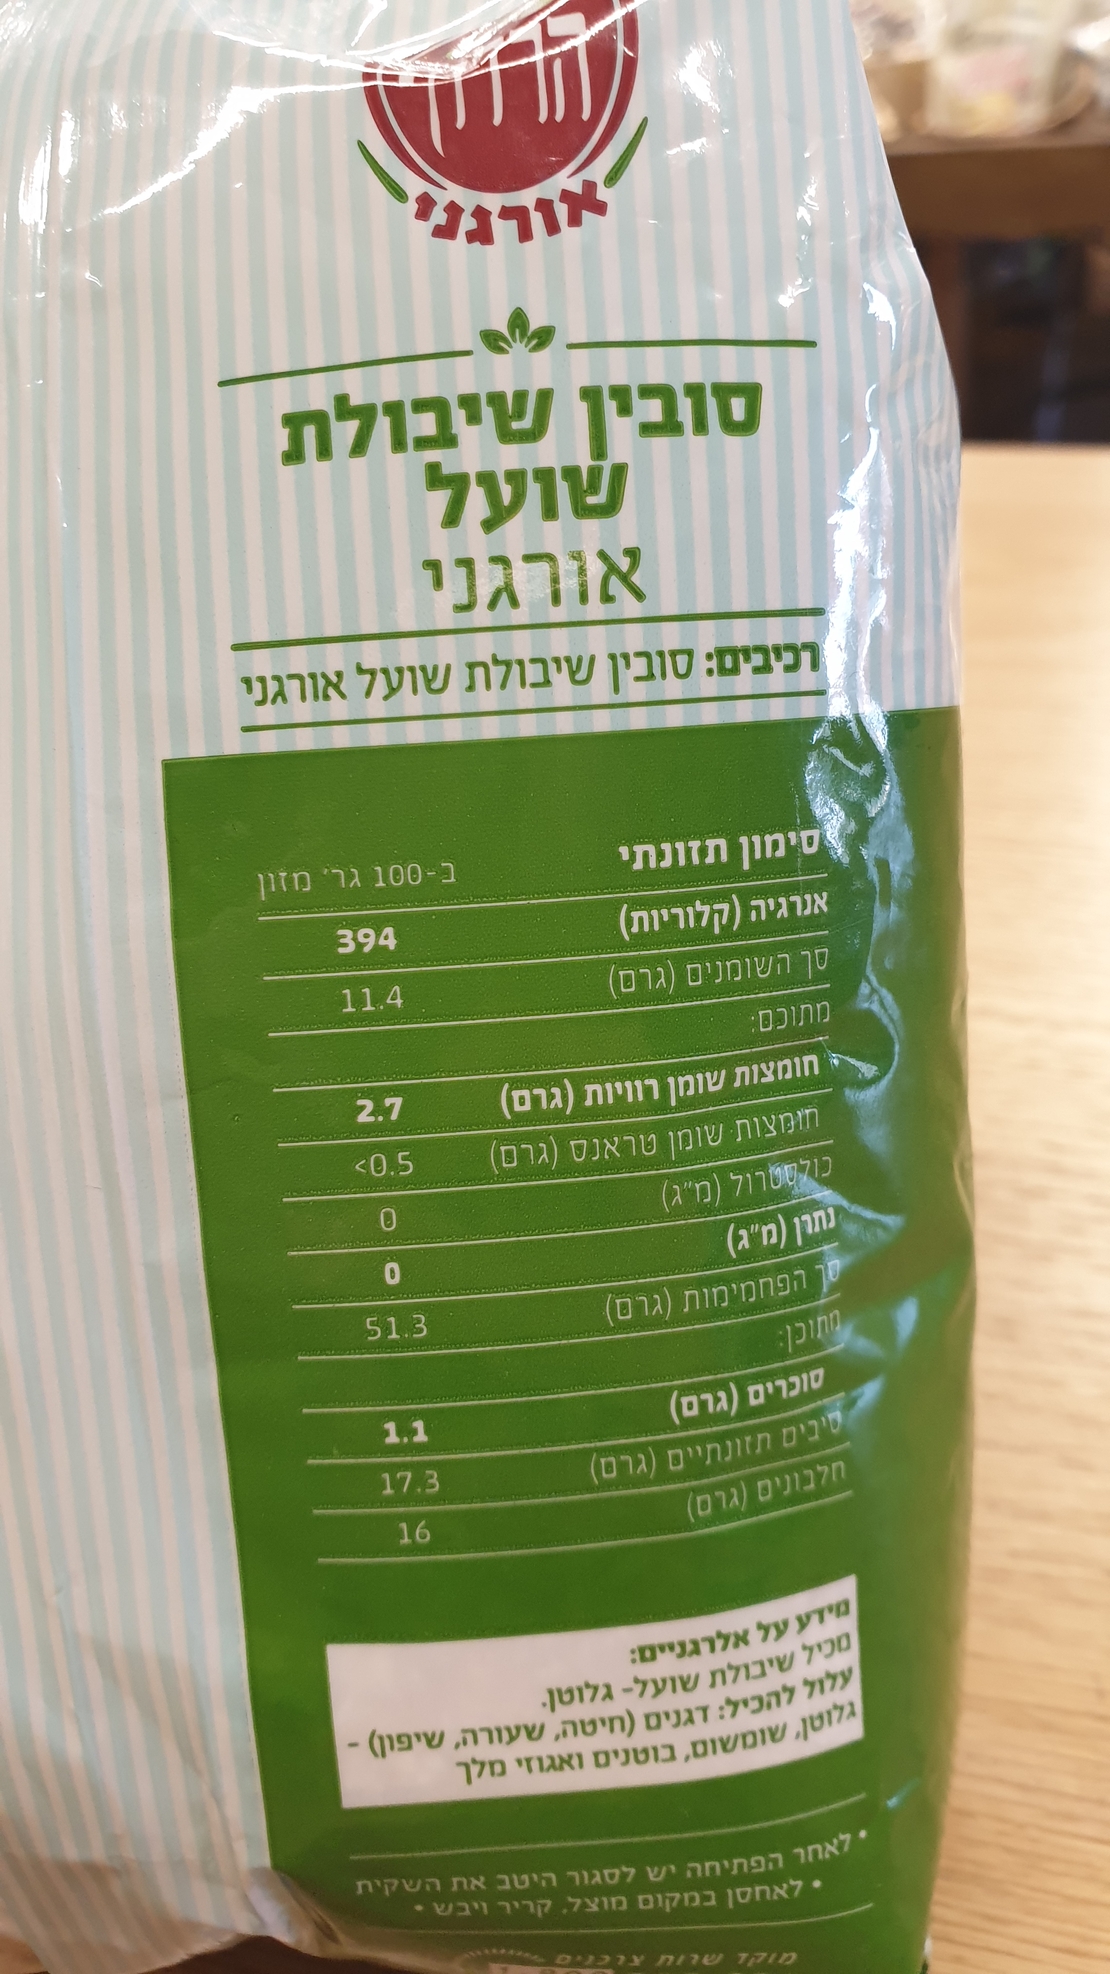 אורגני
סובין שיבולת
שועל
אורגני
רכיבים: סובין שיבולת שועל אורגני
סימון תזונתי ב-100 גר' מזון
אנרגיה (קלוריות) 394
סך השומנים (גרם) 11.4
מתוכם:
חומצות שומן רוויות (גרם) 2.7
חומצות שומן טראנס (גרם) <0.5
כולסטרול (מ"ג) 0
נתרן (מ"ג) 0
סך הפחמימות (גרם) 51.3
מתוכן:
סוכרים (גרם) 1.1
סיבים תזונתיים (גרם) 17.3
חלבונים (גרם) 16
מידע על אלרגניים:
מכיל שיבולת שועל- גלוטן.
עלול להכיל: דגנים (חיטה, שעורה, שיפון) -
גלוטן, שומשום, בוטנים ואגוזי מלך
• לאחר הפתיחה יש לסגור היטב את השקית
• לאחסן במקום מוצל, קריר ויבש •
מוקד שרות צרכנים